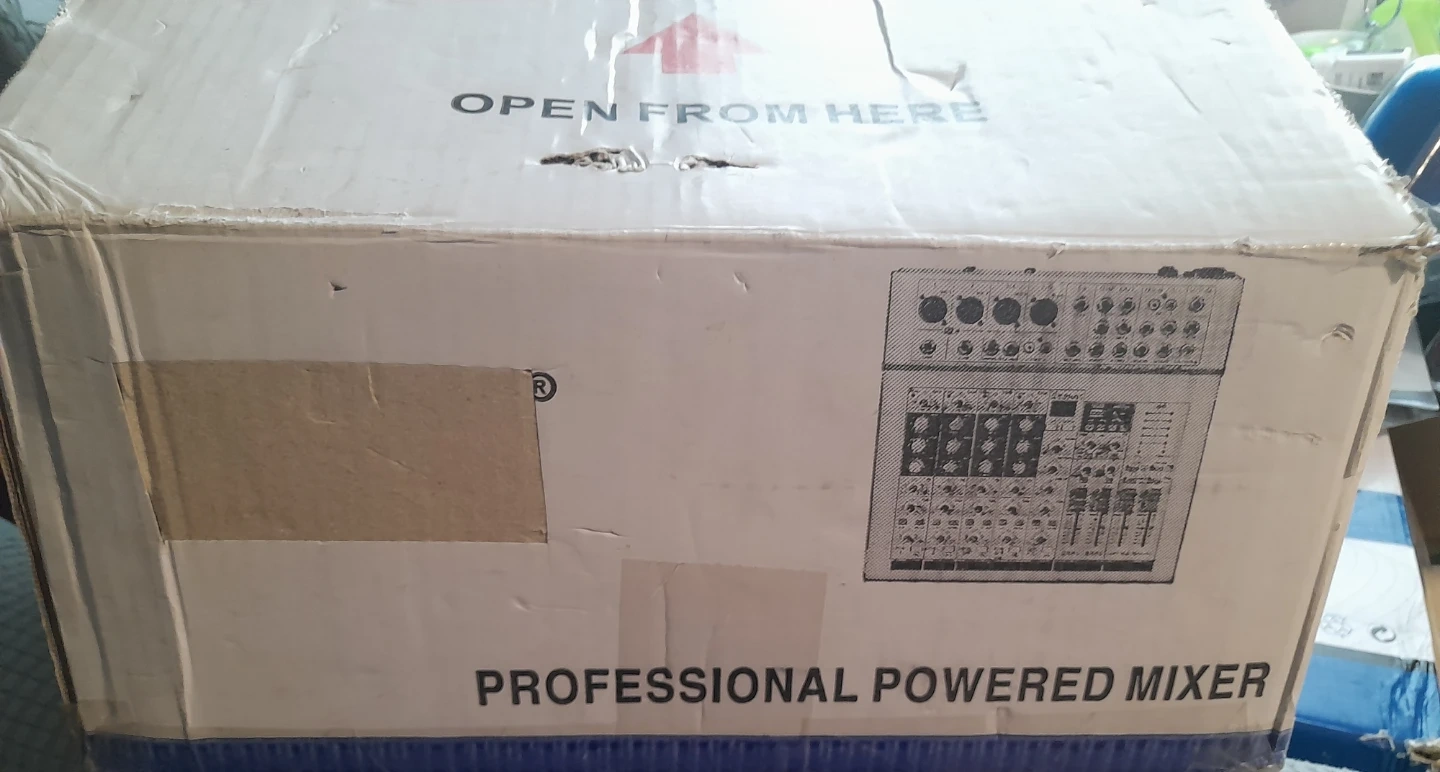 OPEN FROM HERE
®
PROFESSIONAL POWERED MIXER